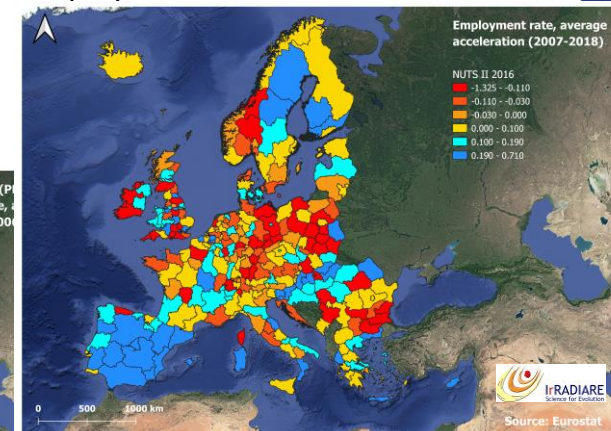 Employment rate, average
acceleration (2007-2018)
NUTS II 2016
-1.325 - -0.110
-0.110 - -0.030
-0.030 - 0.000
0.000 - 0.100
0.100 - 0.190
0.190 - 0.710
0 500 1000 km
IrRADIARE
Science for Evolution
Source: Eurostat